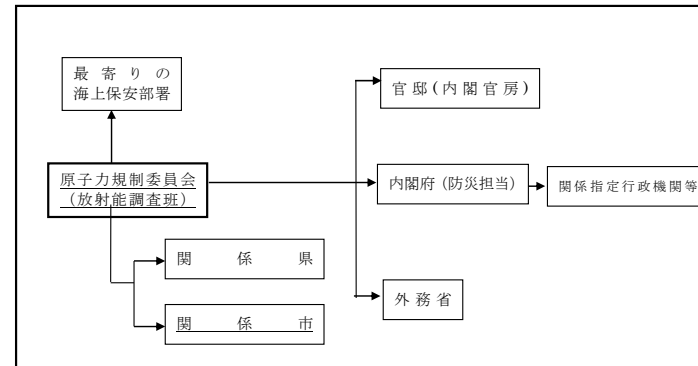 最寄りの
海上保安部署
官邸(内閣官房)
原子力規制委員会
(放射能調査班)
内閣府(防災担当)
関係指定行政機関等
関係県
関係市
外務省